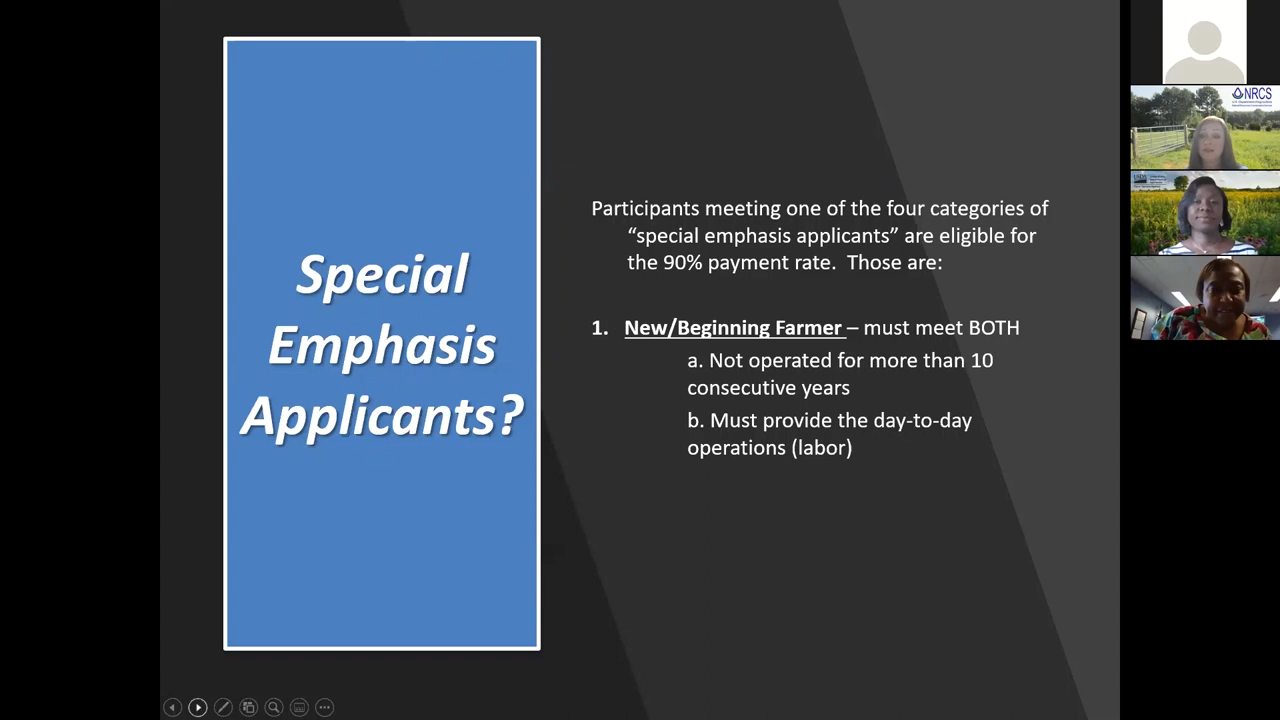 Special
Emphasis
Applicants?
Participants meeting one of the four categories of
“special emphasis applicants” are eligible for
the 90% payment rate.  Those are:
1. New/Beginning Farmer – must meet BOTH
a. Not operated for more than 10
consecutive years
b. Must provide the day-to-day
operations (labor)
NRCS
USDA